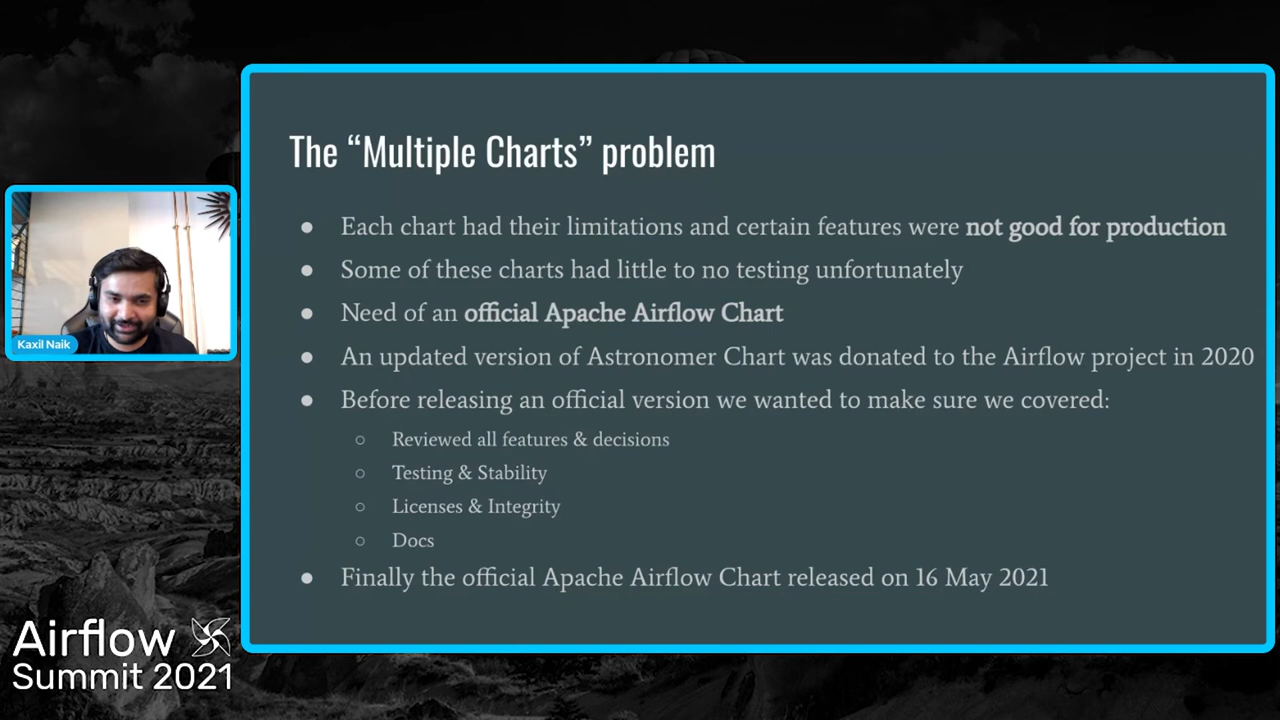 The “Multiple Charts” problem
● Each chart had their limitations and certain features were not good for production
● Some of these charts had little to no testing unfortunately
● Need of an official Apache Airflow Chart
● An updated version of Astronomer Chart was donated to the Airflow project in 2020
● Before releasing an official version we wanted to make sure we covered:
○ Reviewed all features & decisions
○ Testing & Stability
○ Licenses & Integrity
○ Docs
● Finally the official Apache Airflow Chart released on 16 May 2021
Kaxil Naik
Airflow
Summit 2021